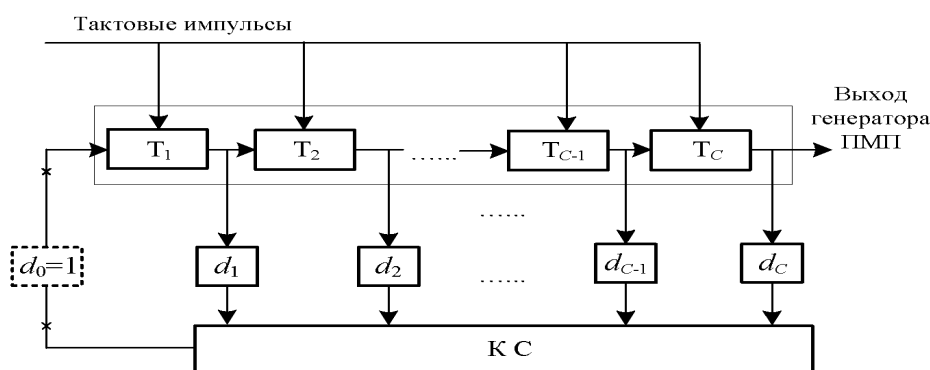 Тактовые импульсы
Выход
генератора
ПМП
T1
T2
......
TC-1
TC
......
d0=1
d1
d2
......
dC-1
dC
К С